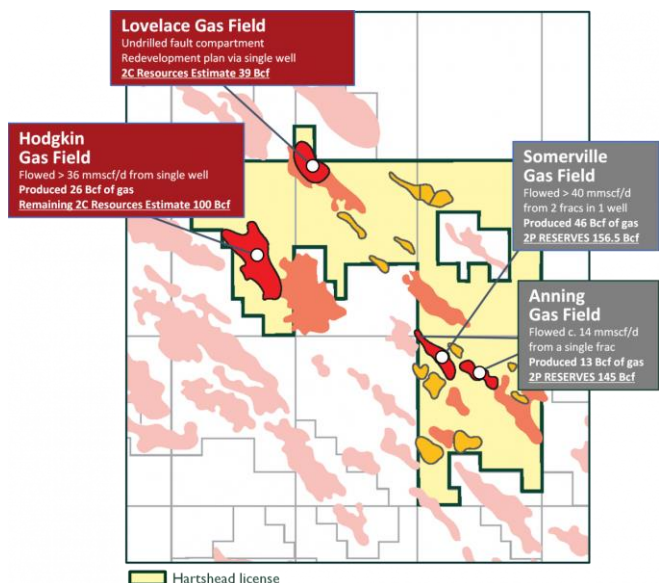 Lovelace Gas Field
Undrilled fault compartment
Redevelopment plan via single well
2C Resources Estimate 39 Bcf
Hodgkin
Gas Field
Flowed > 36 mmscf/d from single well
Produced 26 Bcf of gas
Remaining 2C Resources Estimate 100 Bcf
Somerville
Gas Field
Flowed > 40 mmscf/d
from 2 fracs in 1 well
Produced 46 Bcf of gas
2P RESERVES 156.5 Bcf
Anning
Gas Field
Flowed c. 14 mmscf/d
from a single frac
Produced 13 Bcf of gas
2P RESERVES 145 Bcf
Hartshead license